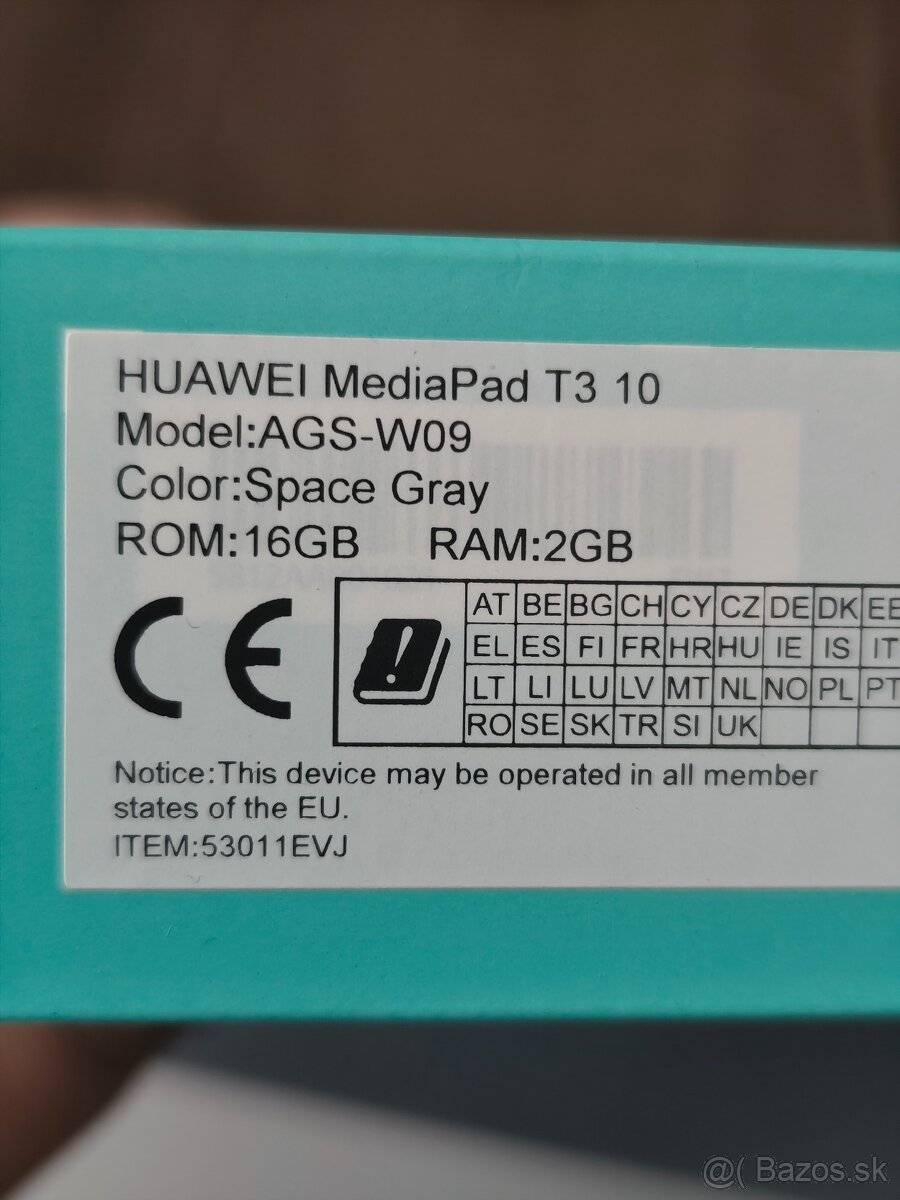 HUAWEI MediaPad T3 10
Model:AGS-W09
Color:Space Gray
ROM:16GB RAM:2GB
CE
AT BE BG CH CY CZ DE DK EE
EL ES FI FR HR HU IE IS IT
LT LI LU LV MT NL NO PL PT
RO SE SK TR SI UK
Notice:This device may be operated in all member
states of the EU.
ITEM:53011EVJ
@( Bazos.sk